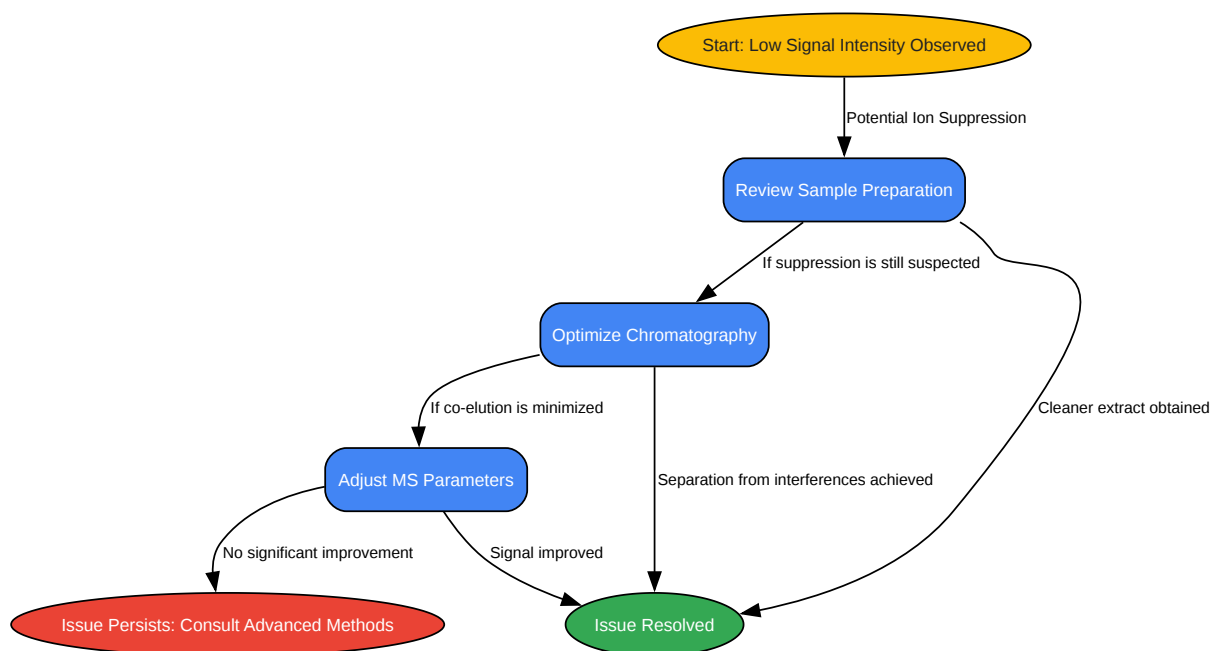 Start: Low Signal Intensity Observed
Potential Ion Suppression
Review Sample Preparation
If suppression is still suspected
Optimize Chromatography
If co-elution is minimized
Cleaner extract obtained
Adjust MS Parameters
Separation from interferences achieved
No significant improvement
Signal improved
Issue Persists: Consult Advanced Methods
Issue Resolved